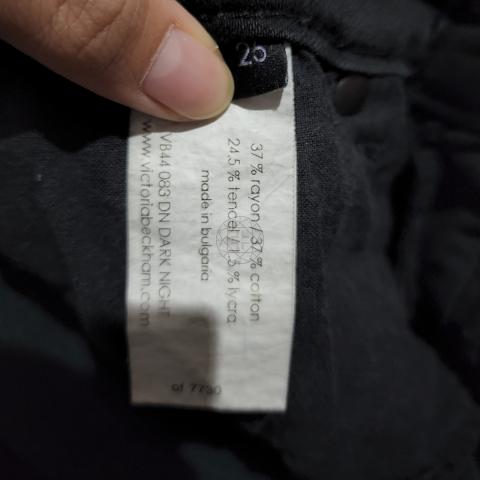 25
37% rayon / 37% cotton
24.5% tencel / 1.5% lycra
made in bulgaria
VB44 083 DN DARK NIGHT
www.victoriabeckham.com
of 7730